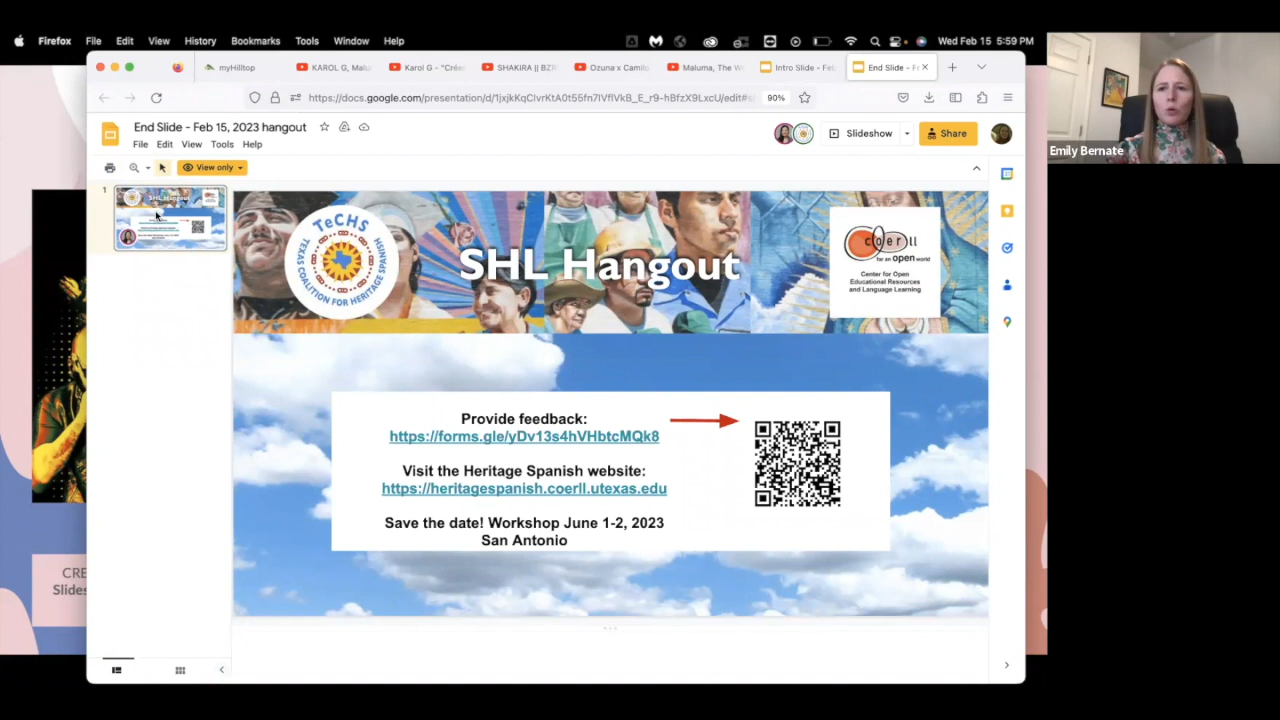 Firefox File Edit View History Bookmarks Tools Window Help
Wed Feb 15 5:59 PM
myHilltop
KAROL G, Malu
Karol G - "Crée
SHAKIRA || BZR
Ozuna x Camilo
Maluma, The W
Intro Slide - Feb
End Slide - F
https://docs.google.com/presentation/d/
90%
End Slide - Feb 15, 2023 hangout
File Edit View Tools Help
Slideshow
Share
View only
1
SHL Hangout
TeCHS
TEXAS COALITION FOR HERITAGE SPANISH
SHL Hangout
coerll
for an open world
Center for Open
Educational Resources
and Language Learning
Provide feedback:
https://forms.gle/yDv13s4hVHbtcMQk8
Visit the Heritage Spanish website:
https://heritagespanish.coerll.utexas.edu
Save the date! Workshop June 1-2, 2023
San Antonio
CRE
Slides
Emily Bernate